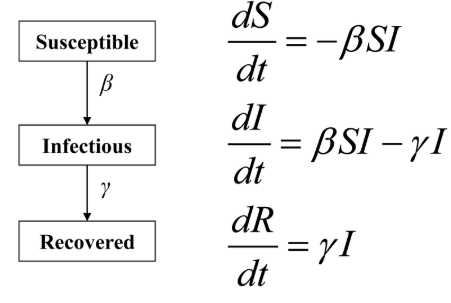 Susceptible
β
Infectious
γ
Recovered
dS/dt = −βSI
dI/dt = βSI − γI
dR/dt = γI